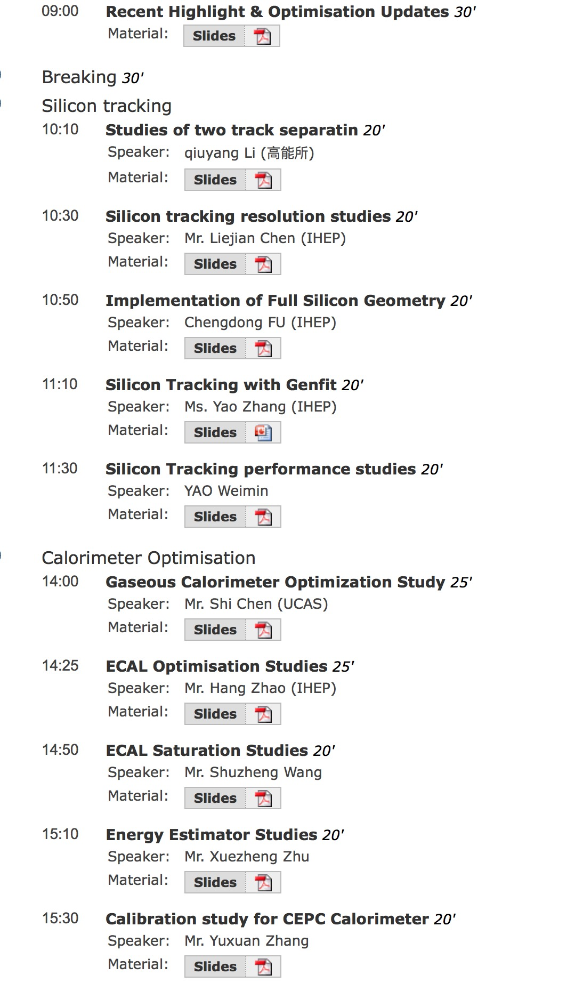 09:00 Recent Highlight & Optimisation Updates 30'
Material: Slides
Breaking 30'
Silicon tracking
10:10 Studies of two track separatin 20'
Speaker: qiuyang Li (高能所)
Material: Slides
10:30 Silicon tracking resolution studies 20'
Speaker: Mr. Liejian Chen (IHEP)
Material: Slides
10:50 Implementation of Full Silicon Geometry 20'
Speaker: Chengdong FU (IHEP)
Material: Slides
11:10 Silicon Tracking with Genfit 20'
Speaker: Ms. Yao Zhang (IHEP)
Material: Slides
11:30 Silicon Tracking performance studies 20'
Speaker: YAO Weimin
Material: Slides
Calorimeter Optimisation
14:00 Gaseous Calorimeter Optimization Study 25'
Speaker: Mr. Shi Chen (UCAS)
Material: Slides
14:25 ECAL Optimisation Studies 25'
Speaker: Mr. Hang Zhao (IHEP)
Material: Slides
14:50 ECAL Saturation Studies 20'
Speaker: Mr. Shuzheng Wang
Material: Slides
15:10 Energy Estimator Studies 20'
Speaker: Mr. Xuezheng Zhu
Material: Slides
15:30 Calibration study for CEPC Calorimeter 20'
Speaker: Mr. Yuxuan Zhang
Material: Slides